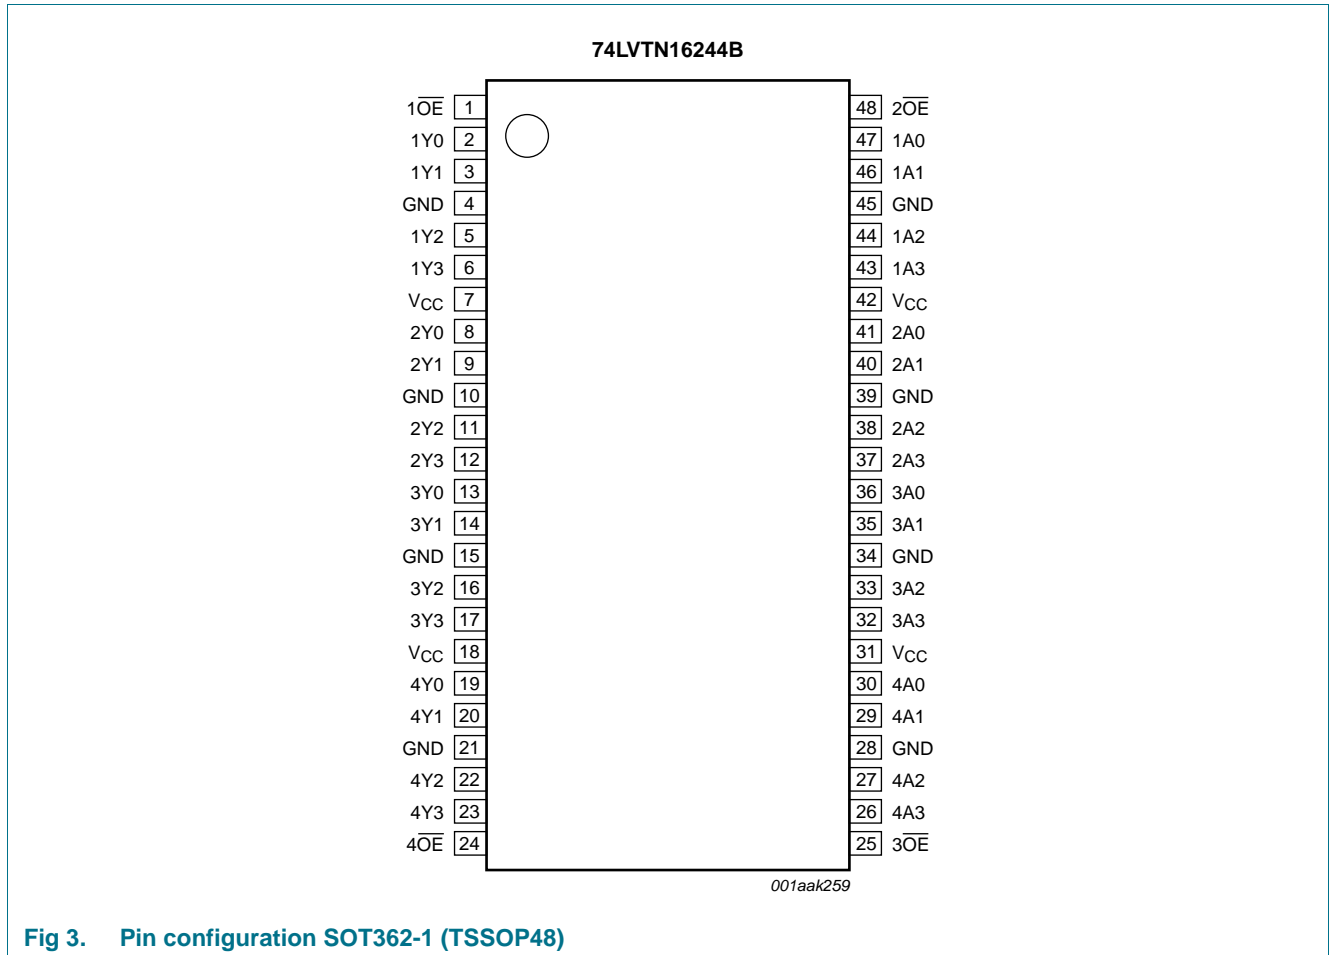 74LVTN16244B
1O̅E̅ 1 48 2O̅E̅
1Y0 2 47 1A0
1Y1 3 46 1A1
GND 4 45 GND
1Y2 5 44 1A2
1Y3 6 43 1A3
VCC 7 42 VCC
2Y0 8 41 2A0
2Y1 9 40 2A1
GND 10 39 GND
2Y2 11 38 2A2
2Y3 12 37 2A3
3Y0 13 36 3A0
3Y1 14 35 3A1
GND 15 34 GND
3Y2 16 33 3A2
3Y3 17 32 3A3
VCC 18 31 VCC
4Y0 19 30 4A0
4Y1 20 29 4A1
GND 21 28 GND
4Y2 22 27 4A2
4Y3 23 26 4A3
4O̅E̅ 24 25 3O̅E̅
001aak259
Fig 3. Pin configuration SOT362-1 (TSSOP48)